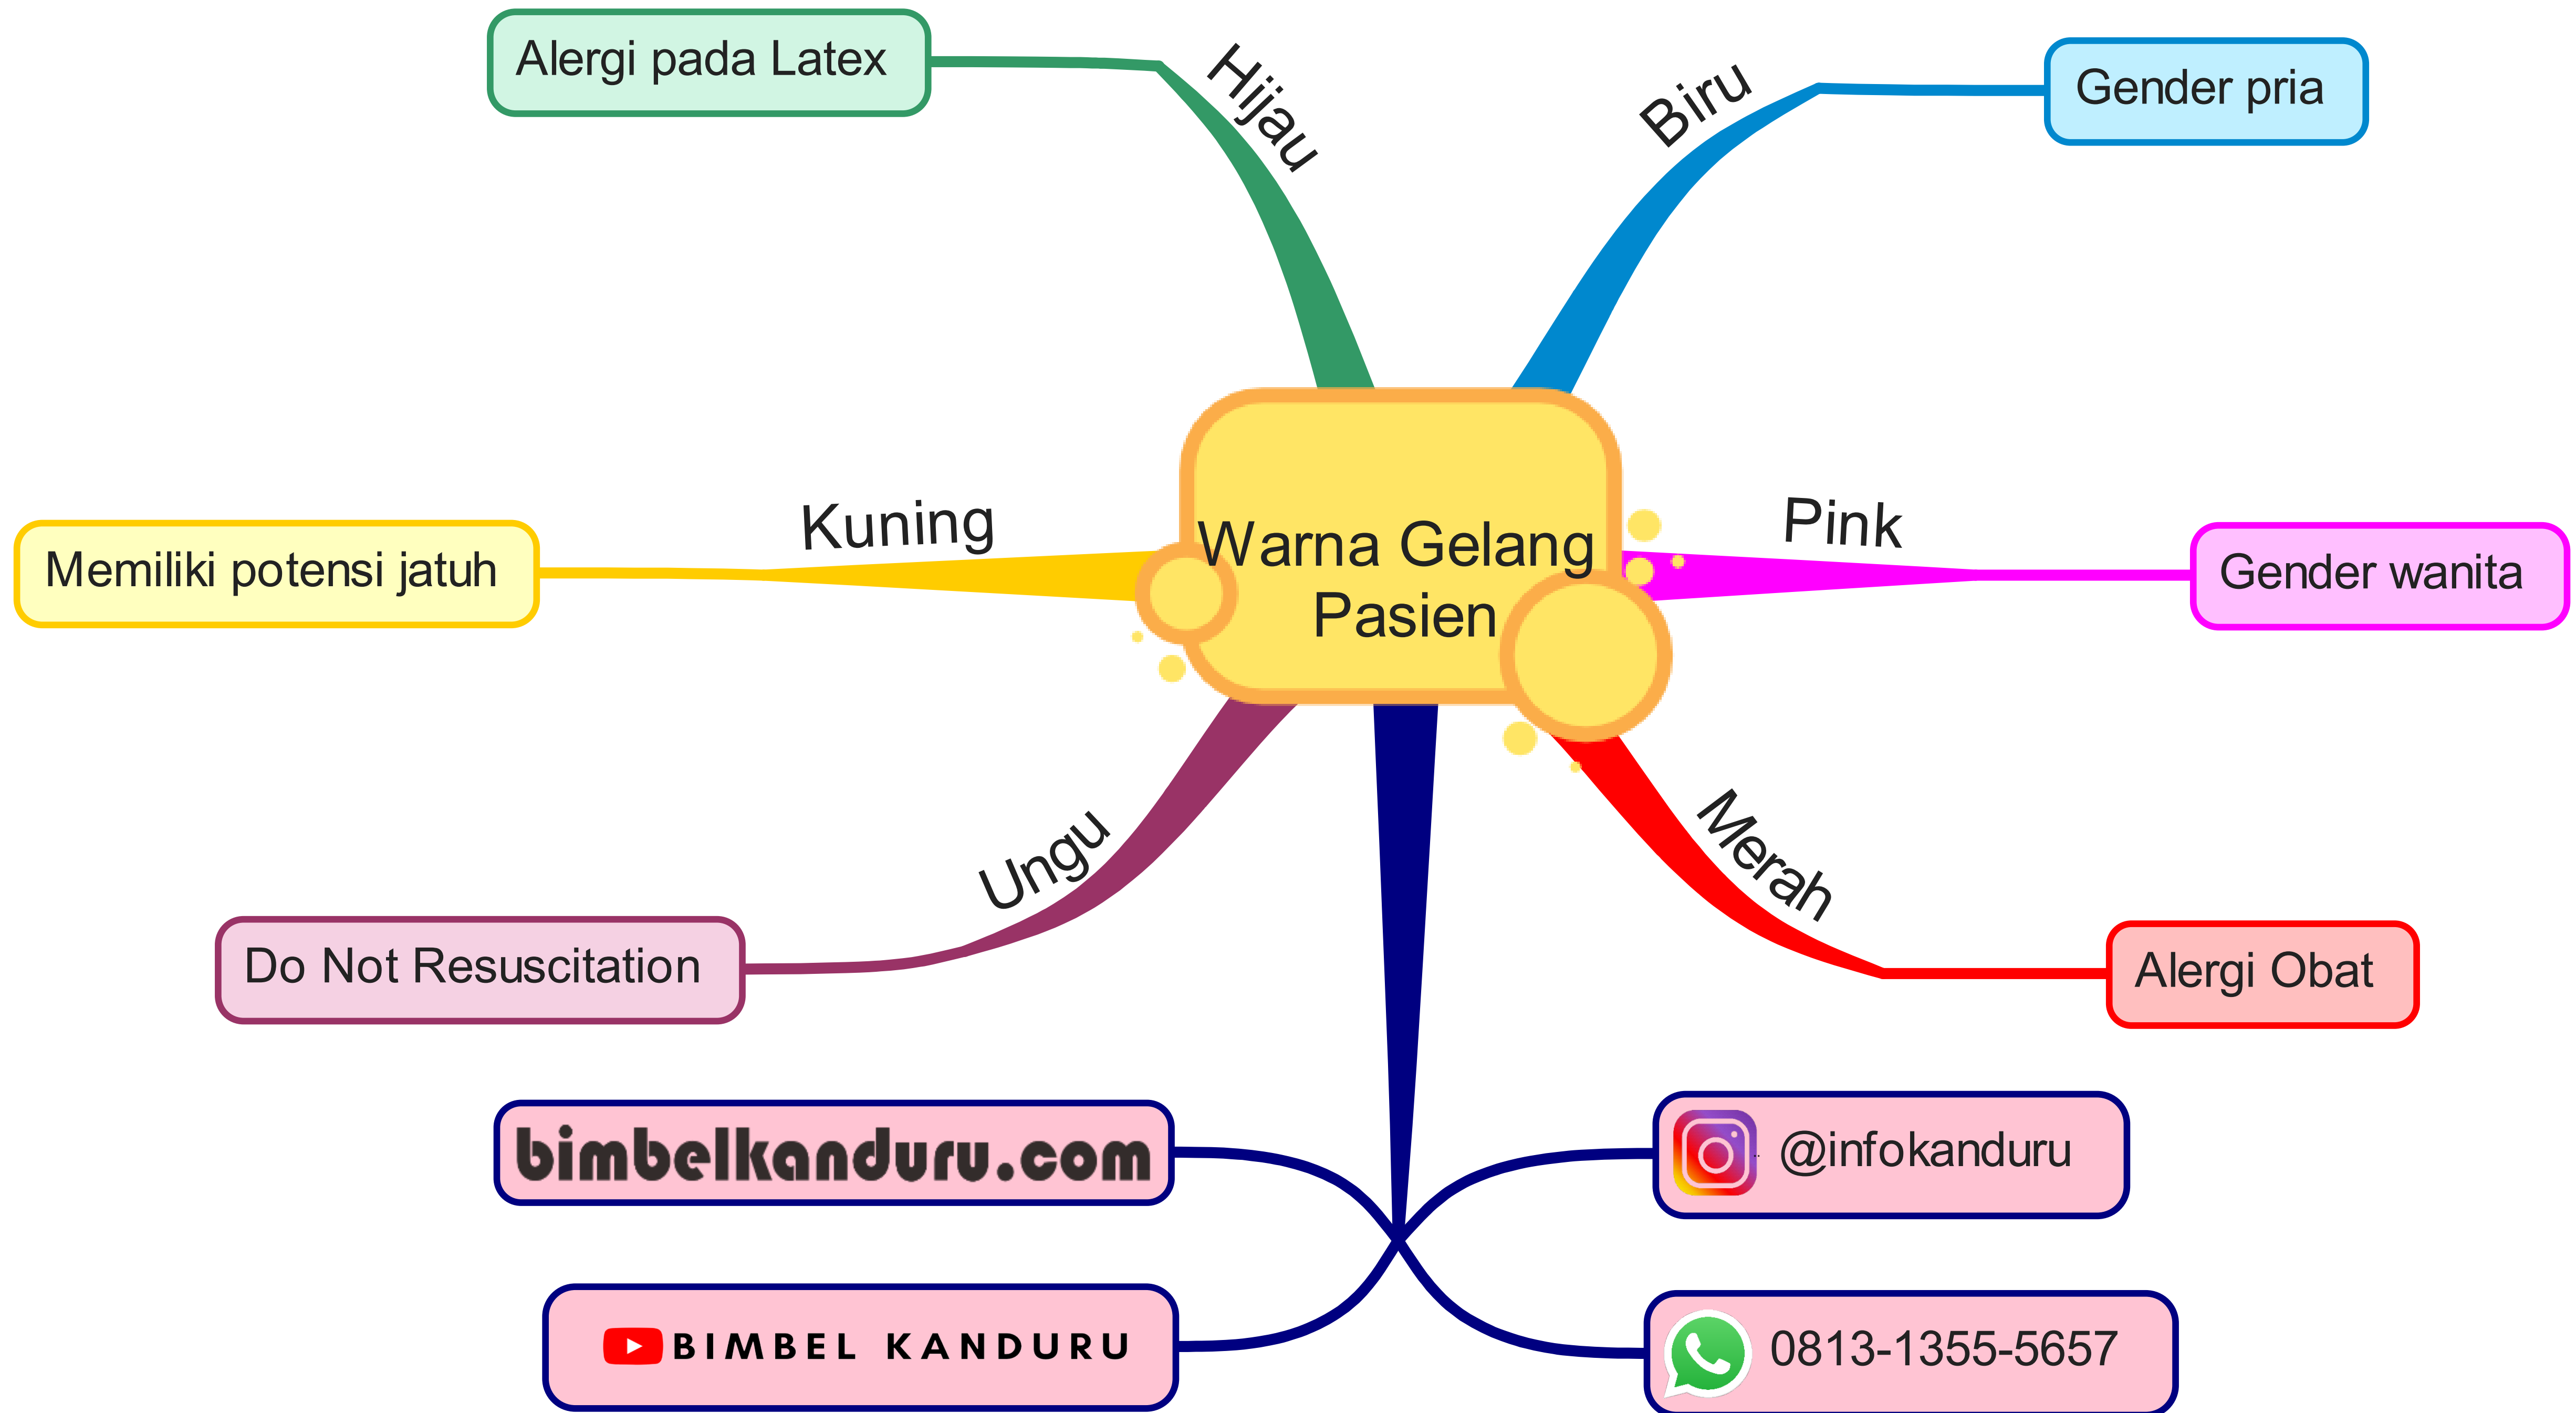 Warna Gelang
Pasien
Biru
Gender pria
Pink
Gender wanita
Merah
Alergi Obat
Hijau
Alergi pada Latex
Kuning
Memiliki potensi jatuh
Ungu
Do Not Resuscitation
bimbelkanduru.com
@infokanduru
BIMBEL KANDURU
0813-1355-5657